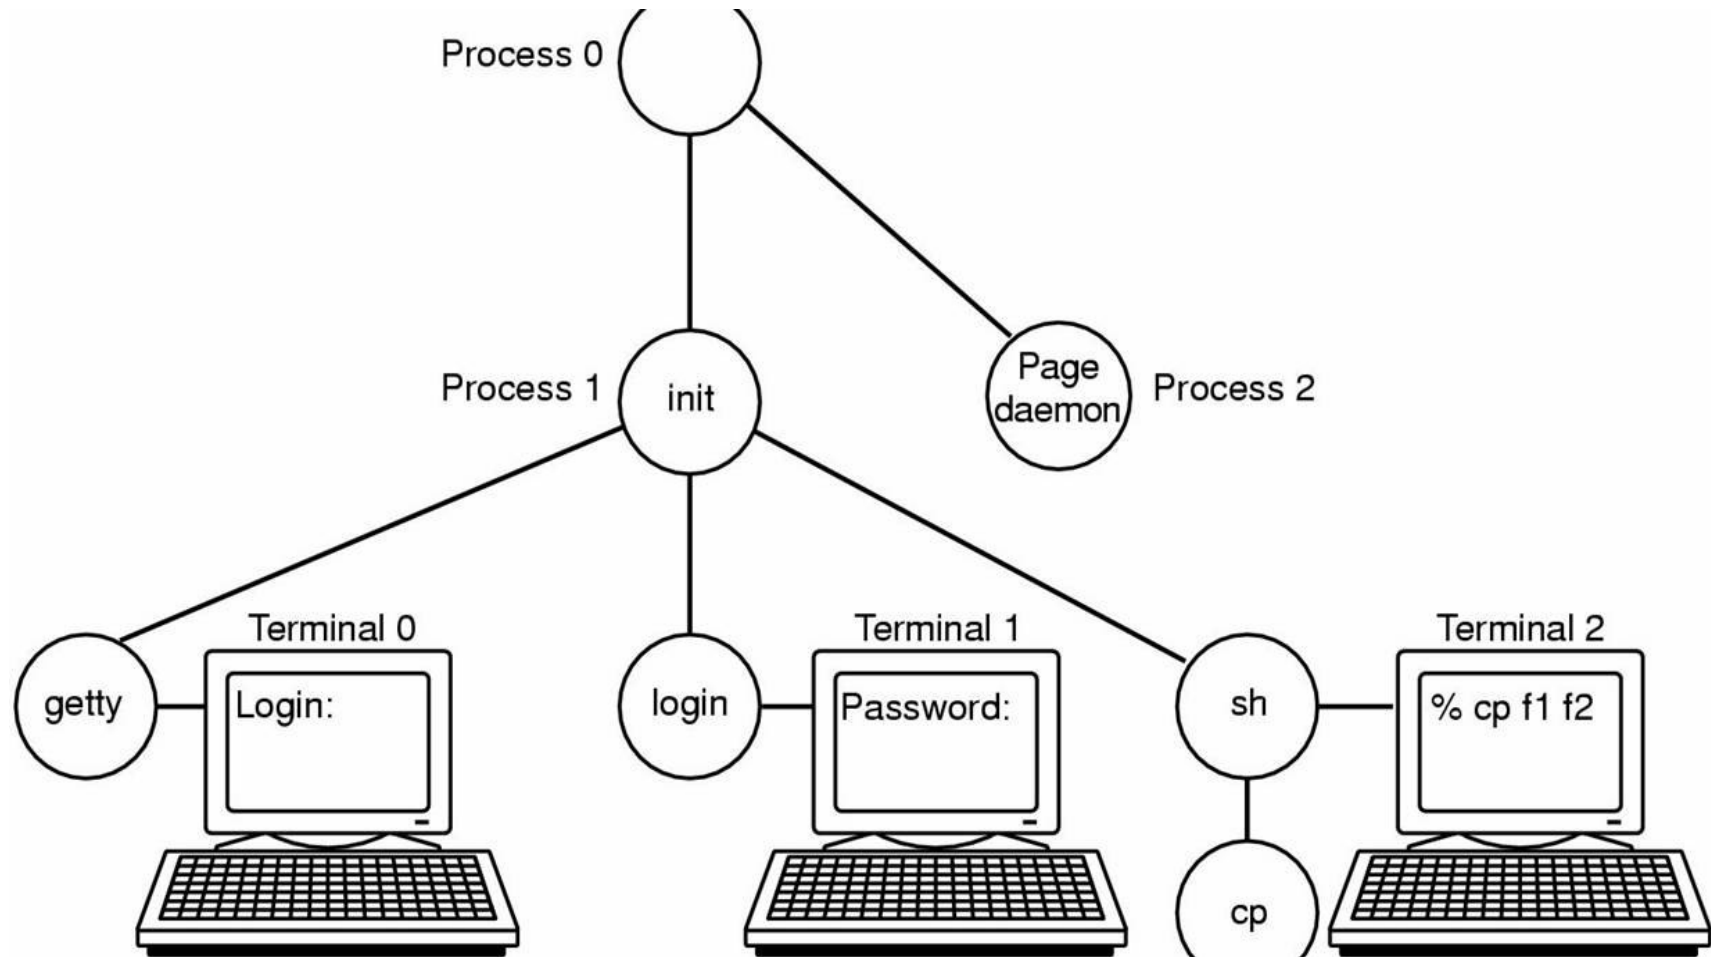 Process 0
Process 1
init
Page
daemon
Process 2
Terminal 0
Terminal 1
Terminal 2
getty
Login:
login
Password:
sh
% cp f1 f2
cp